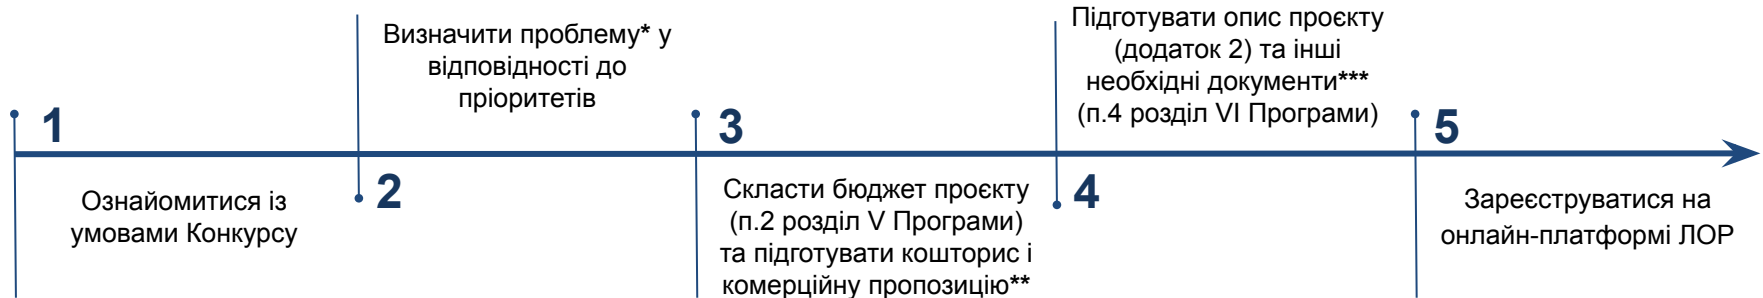 1
Ознайомитися із
умовами Конкурсу
Визначити проблему* у
відповідності до
пріоритетів
2
3
Скласти бюджет проєкту
(п.2 розділ V Програми)
та підготувати кошторис і
комерційну пропозицію**
Підготувати опис проєкту
(додаток 2) та інші
необхідні документи***
(п.4 розділ VI Програми)
4
5
Зареєструватися на
онлайн-платформі ЛОР